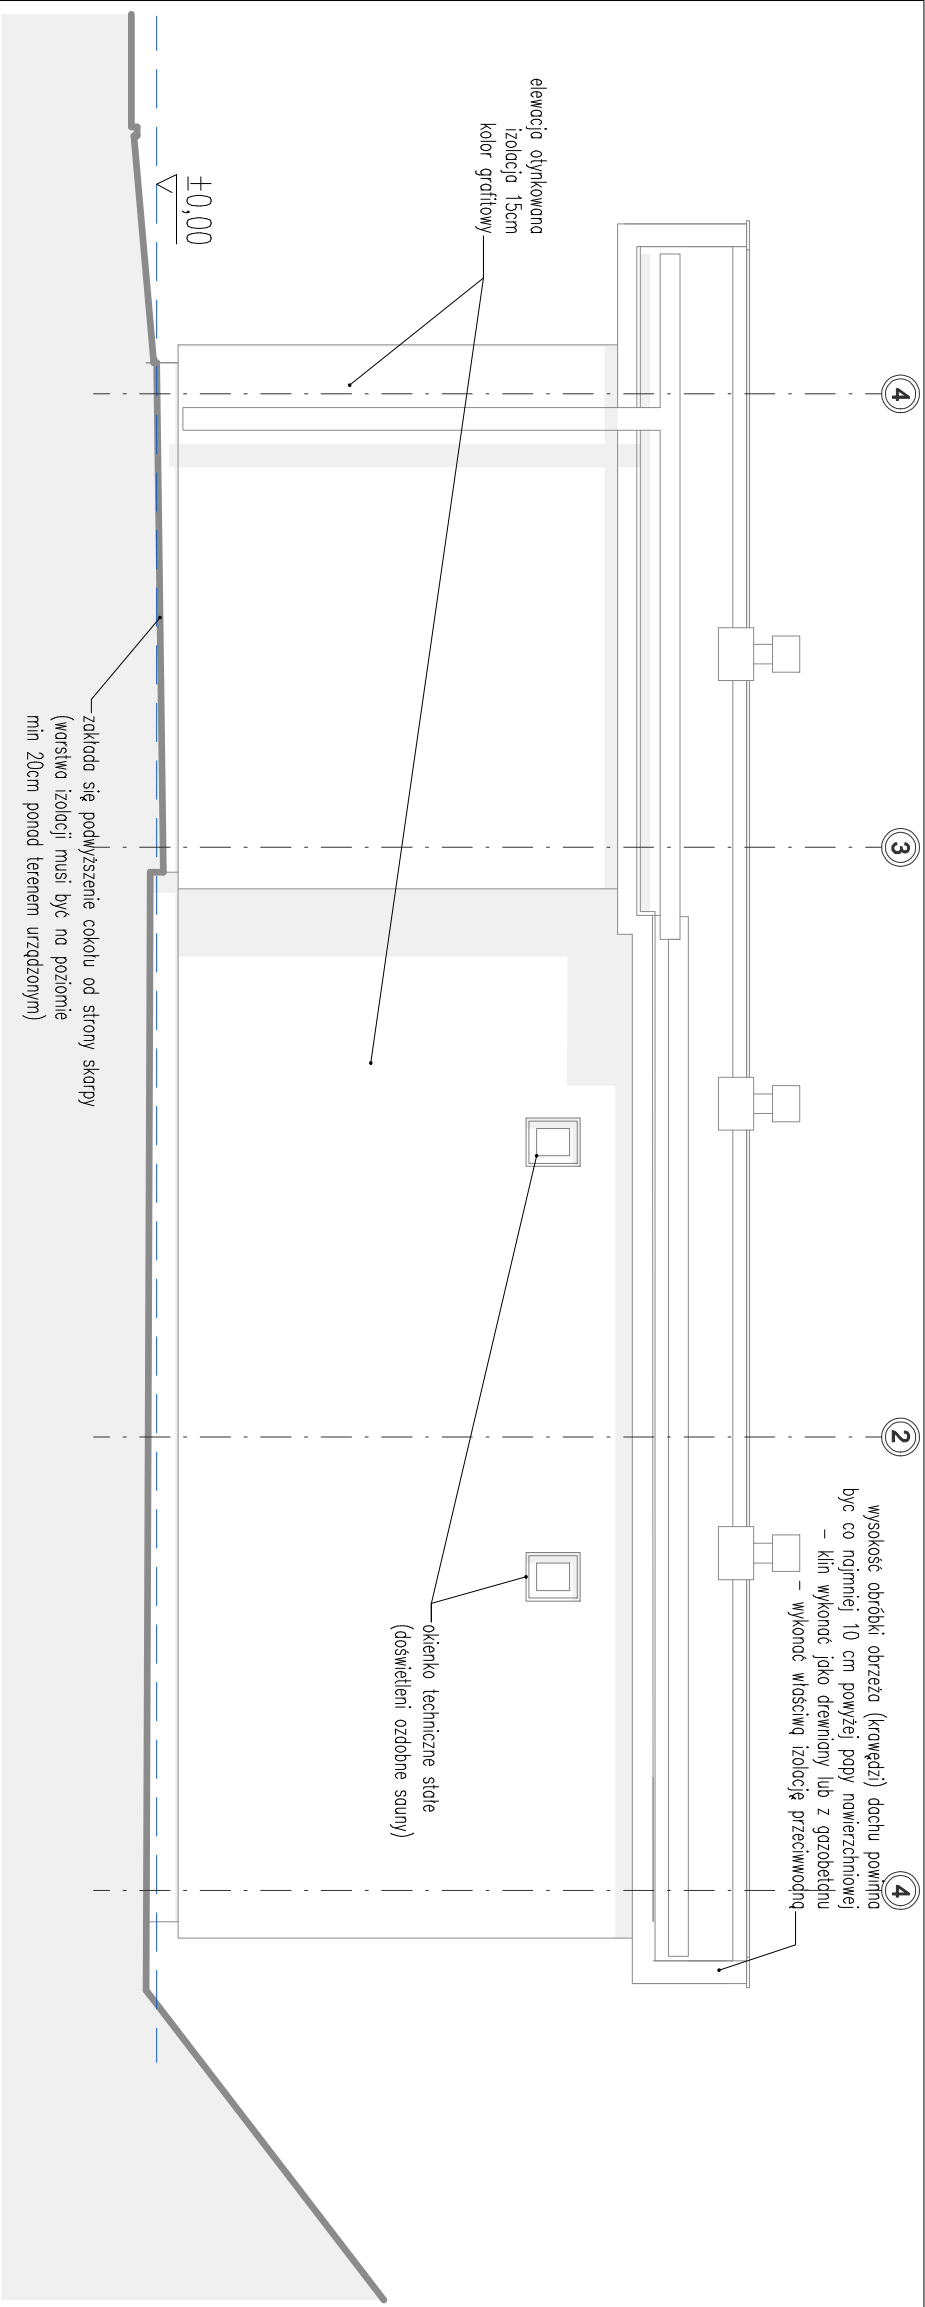 4
3
2
4
wysokość obróbki obrzeża (krawędzi) dachu powinna
byc co najmniej 10 cm powyżej papy nawierzchniowej
- klin wykonać jako drewniany lub z gazobetonu
- wykonać właściwą izolację przeciwwodną
elewacja otynkowana
izolacja 15cm
kolor grafitowy
okienko techniczne stałe
(doświetleni ozdobne sauny)
±0,00
zakłada się podwyższenie cokołu od strony skarpy
(warstwa izolacji musi być na poziomie
min 20cm ponad terenem urządzonym)